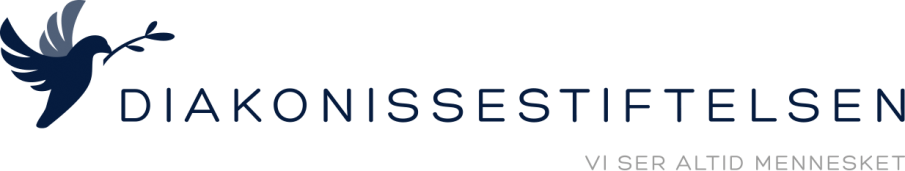 DIAKONISSESTIFTELSEN
VI SER ALTID MENNESKET